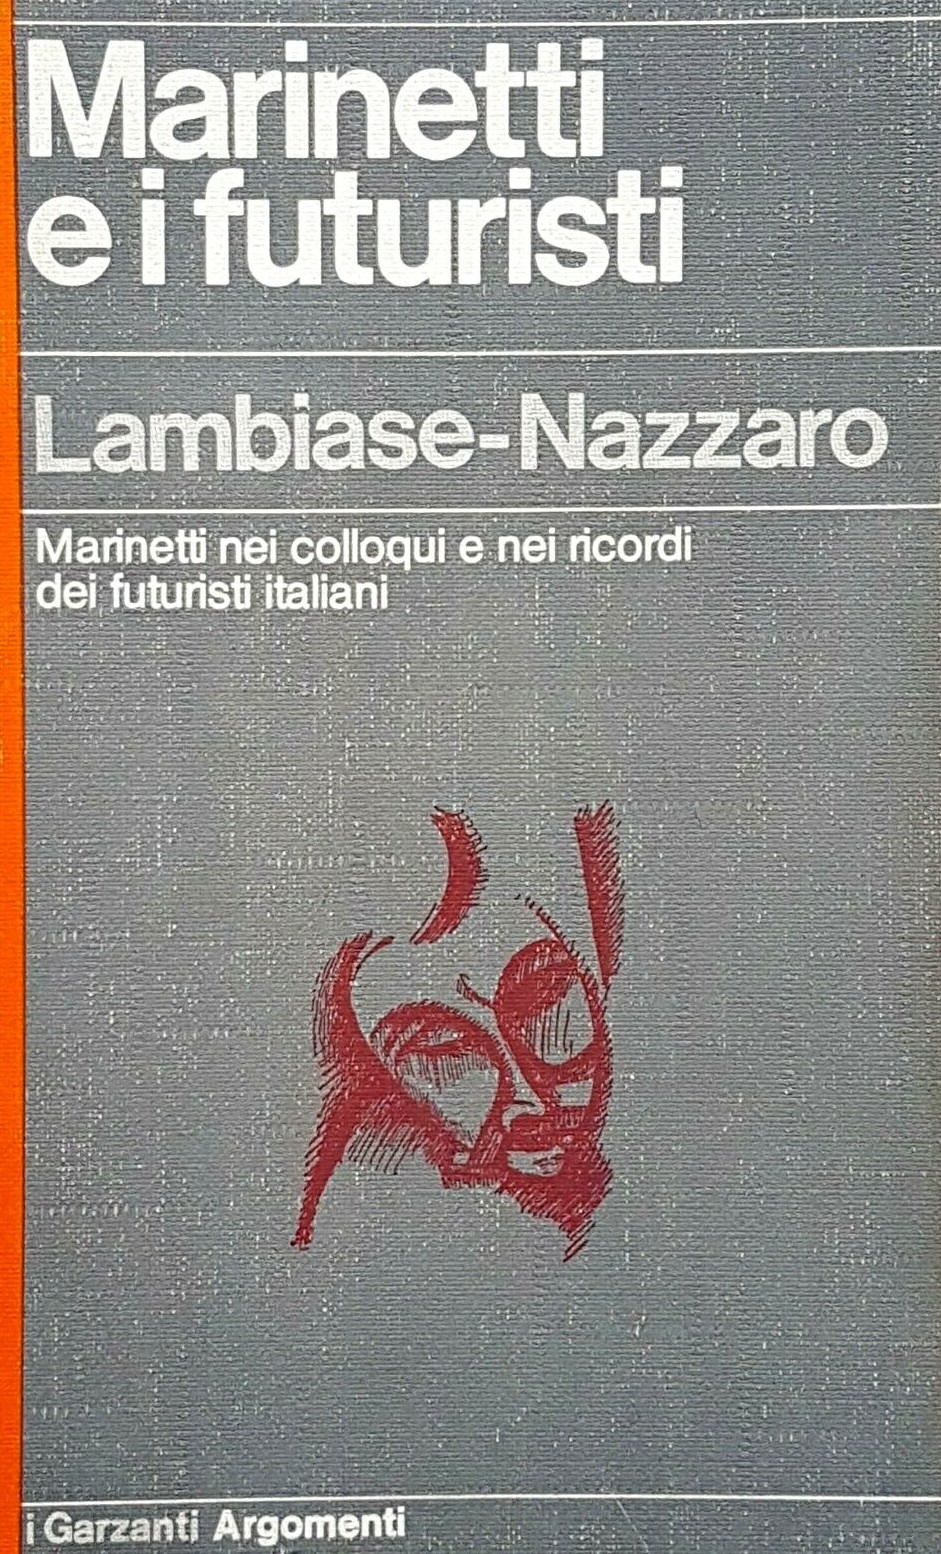 Marinetti
e i futuristi
Lambiase-Nazzaro
Marinetti nei colloqui e nei ricordi
dei futuristi italiani
i Garzanti Argomenti